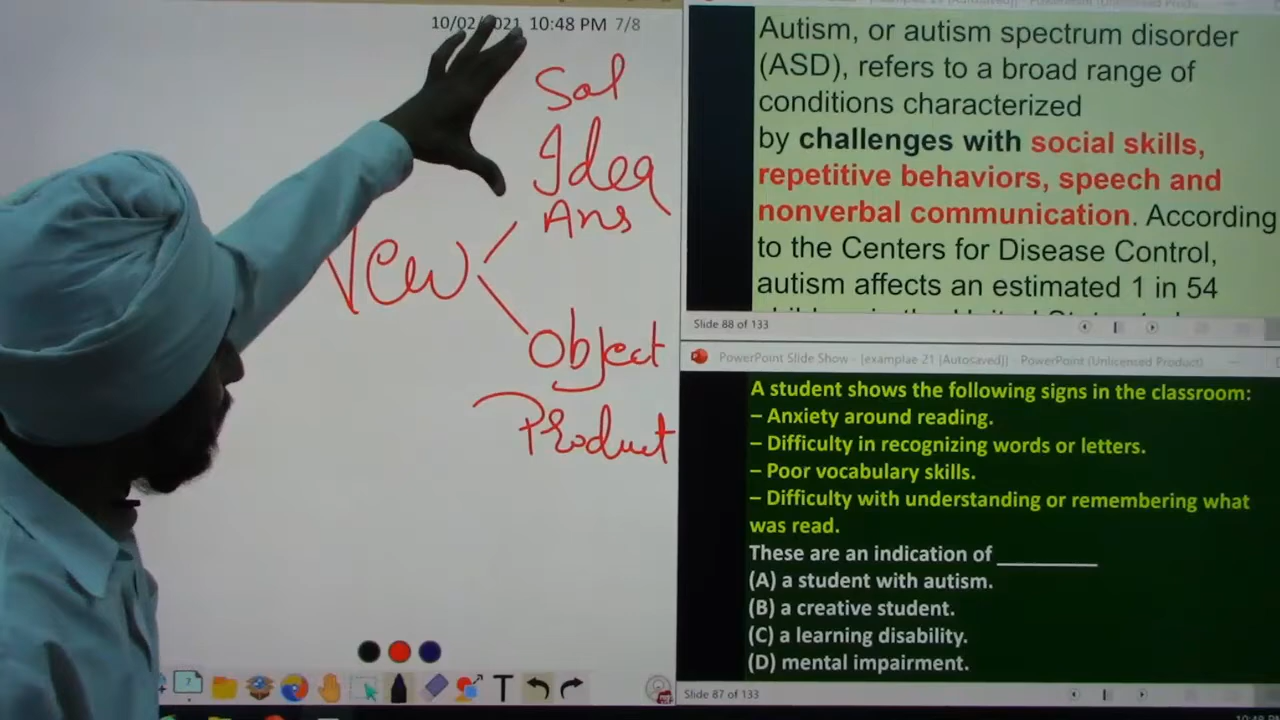 10/02/2021 10:48 PM 7/8
Sol
Idea
Ans
New
Object
Product
T
Autism, or autism spectrum disorder
(ASD), refers to a broad range of
conditions characterized
by challenges with social skills,
repetitive behaviors, speech and
nonverbal communication. According
to the Centers for Disease Control,
autism affects an estimated 1 in 54
Slide 88 of 133
PowerPoint Slide Show - [examplae 21 (Autosaved)] - PowerPoint (Unlicensed Product)
A student shows the following signs in the classroom:
– Anxiety around reading.
– Difficulty in recognizing words or letters.
– Poor vocabulary skills.
– Difficulty with understanding or remembering what
was read.
These are an indication of __________
(A) a student with autism.
(B) a creative student.
(C) a learning disability.
(D) mental impairment.
Slide 87 of 133